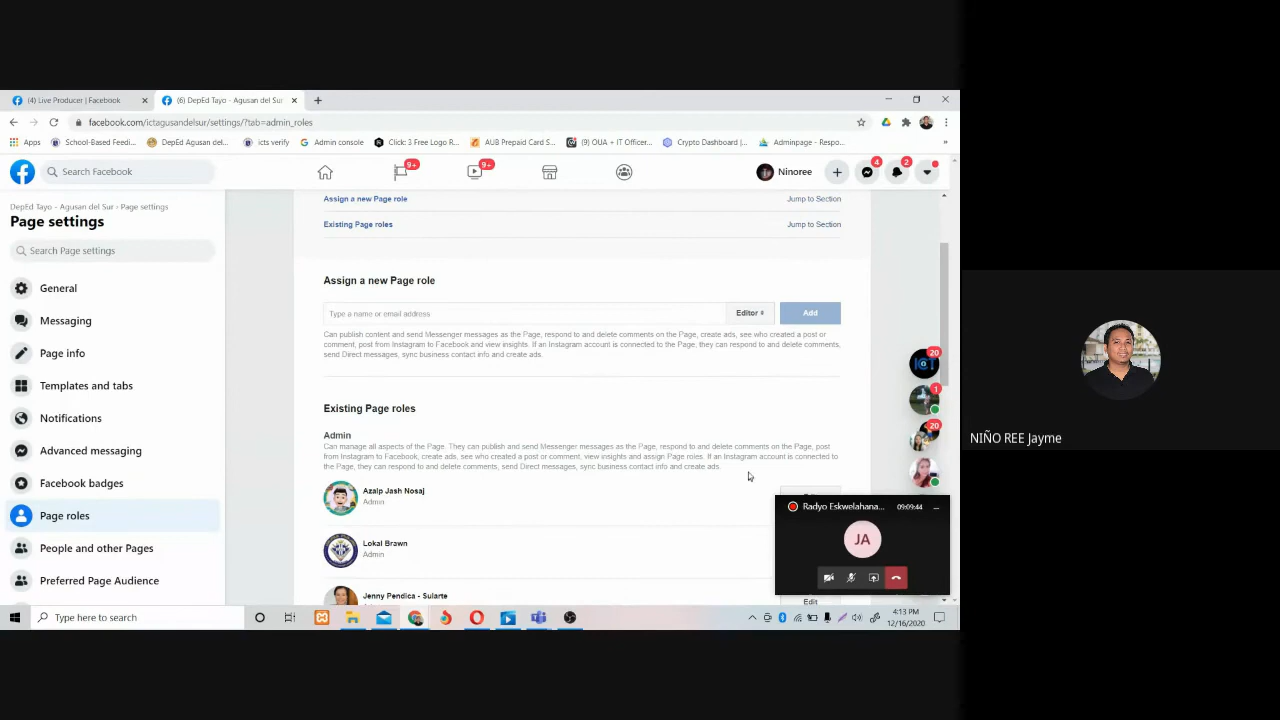 (4) Live Producer | Facebook
(6) DepEd Tayo - Agusan del Sur
facebook.com/ictagusandelsur/settings/?tab=admin_roles
Apps
School-Based Feedi...
DepEd Agusan del...
icts verify
Admin console
Click: 3 Free Logo R...
AUB Prepaid Card S...
(9) OUA + IT Officer...
Crypto Dashboard |...
Adminpage - Respo...
»
Search Facebook
9+
9+
Ninoree
4
2
DepEd Tayo - Agusan del Sur › Page settings
Page settings
Search Page settings
General
Messaging
Page info
Templates and tabs
Notifications
Advanced messaging
Facebook badges
Page roles
People and other Pages
Preferred Page Audience
Assign a new Page role
Jump to Section
Existing Page roles
Jump to Section
Assign a new Page role
Type a name or email address
Editor
Add
Can publish content and send Messenger messages as the Page, respond to and delete comments on the Page, create ads, see who created a post or
comment, post from Instagram to Facebook and view insights. If an Instagram account is connected to the Page, they can respond to and delete comments,
send Direct messages, sync business contact info and create ads.
Existing Page roles
Admin
Can manage all aspects of the Page. They can publish and send Messenger messages as the Page, respond to and delete comments on the Page, post
from Instagram to Facebook, create ads, see who created a post or comment, view insights and assign Page roles. If an Instagram account is connected to
the Page, they can respond to and delete comments, send Direct messages, sync business contact info and create ads.
Azalp Jash Nosaj
Admin
Lokal Brawn
Admin
Jenny Pendica - Sularte
Edit
ICT
20
1
20
Radyo Eskwelahana...
09:09:44
JA
Type here to search
4:13 PM
12/16/2020
NIÑO REE Jayme